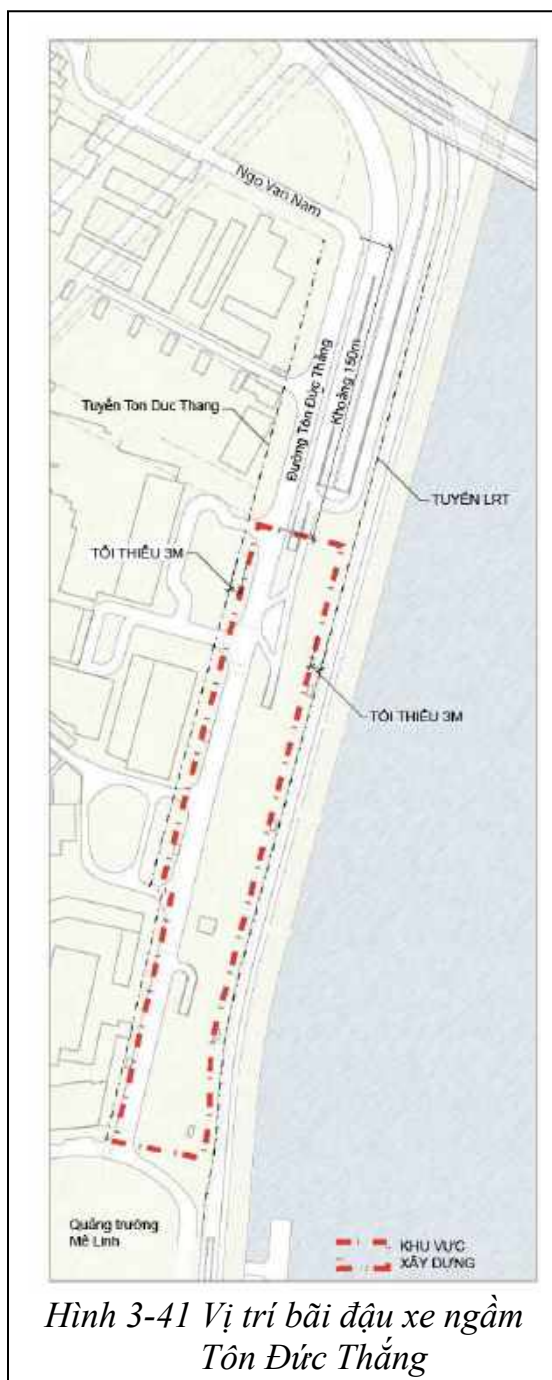 Ngo Van Nam
Đường Tôn Đức Thắng
Khoảng 150m
Tuyến Ton Duc Thang
TUYẾN LRT
TỐI THIỂU 3M
TỐI THIỂU 3M
Quảng trường
Mê Linh
KHU VỰC
XÂY DỰNG
Hình 3-41 Vị trí bãi đậu xe ngầm
Tôn Đức Thắng